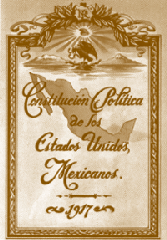 Constitución Política
de los
Estados Unidos,
Mexicanos.
1917